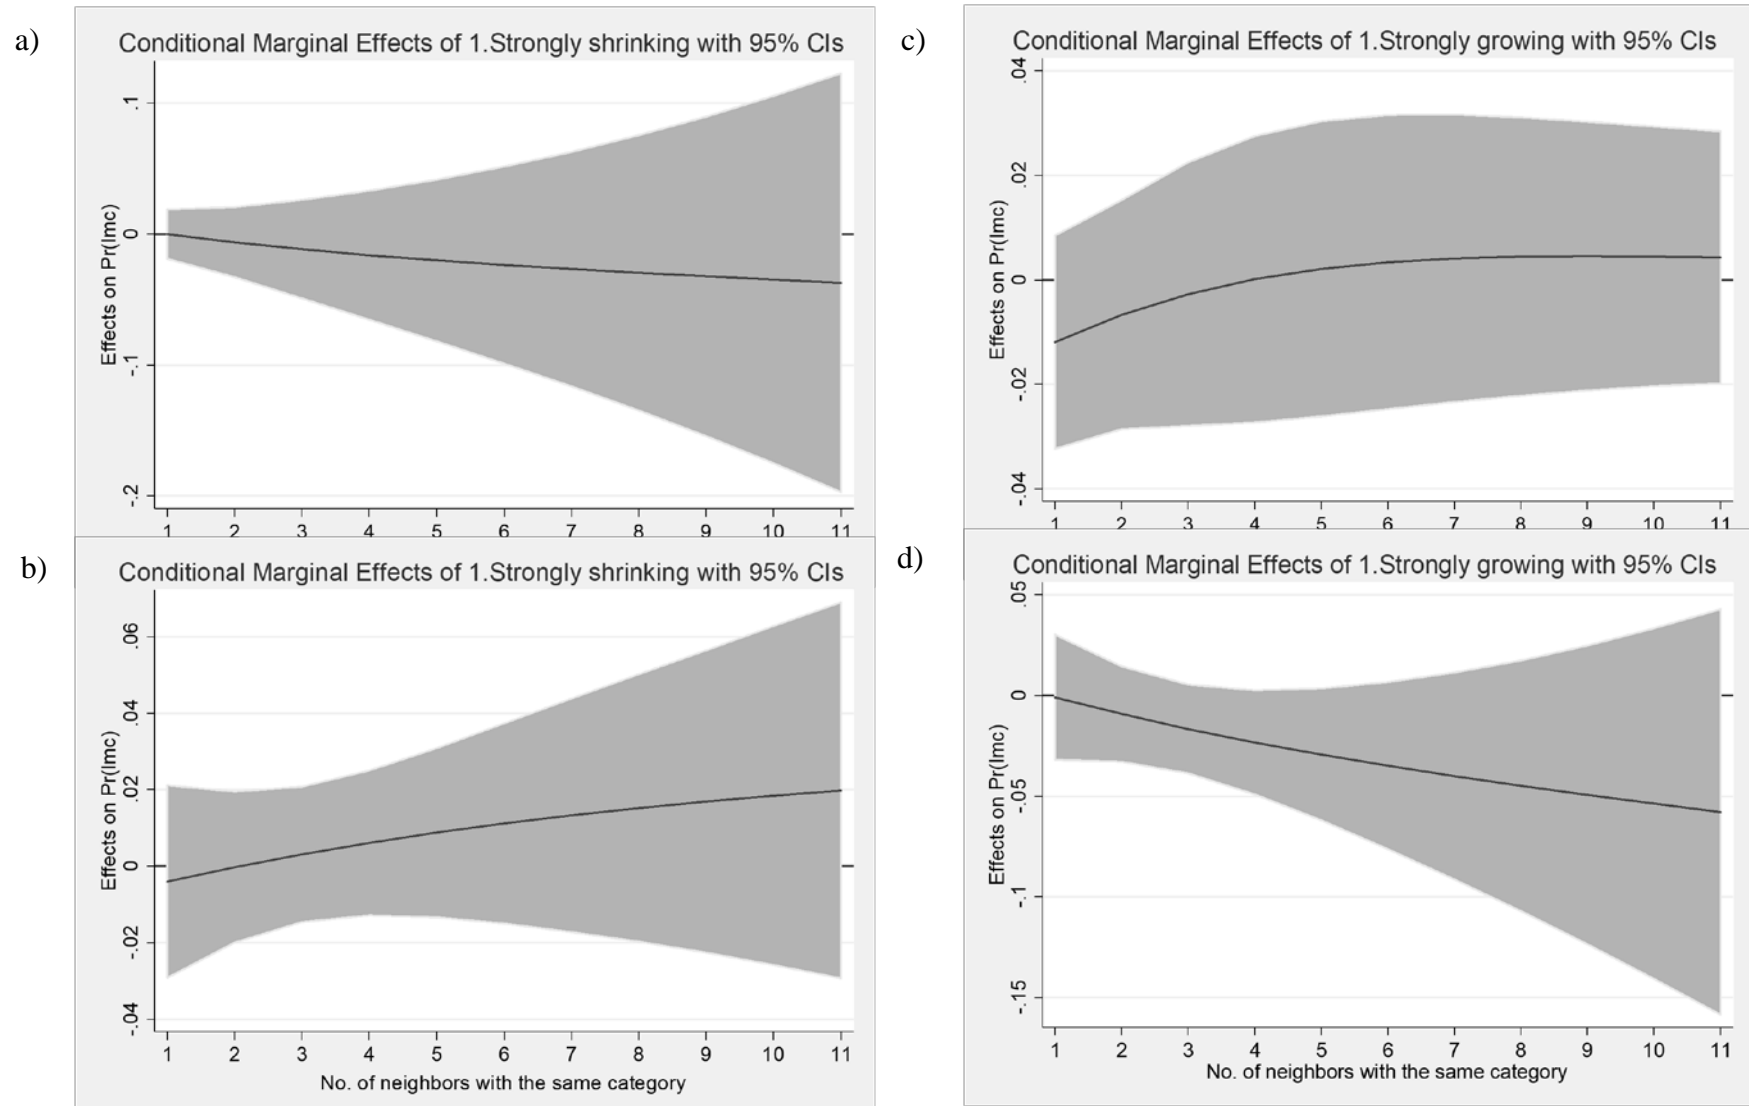 a)
Conditional Marginal Effects of 1.Strongly shrinking with 95% CIs
Effects on Pr(Imc)
.1
0
-.1
-.2
1 2 3 4 5 6 7 8 9 10 11
b)
Conditional Marginal Effects of 1.Strongly shrinking with 95% CIs
Effects on Pr(Imc)
.06
.04
.02
0
-.02
-.04
1 2 3 4 5 6 7 8 9 10 11
No. of neighbors with the same category
c)
Conditional Marginal Effects of 1.Strongly growing with 95% CIs
Effects on Pr(Imc)
.04
.02
0
-.02
-.04
1 2 3 4 5 6 7 8 9 10 11
d)
Conditional Marginal Effects of 1.Strongly growing with 95% CIs
Effects on Pr(Imc)
.05
0
-.05
-.1
-.15
1 2 3 4 5 6 7 8 9 10 11
No. of neighbors with the same category